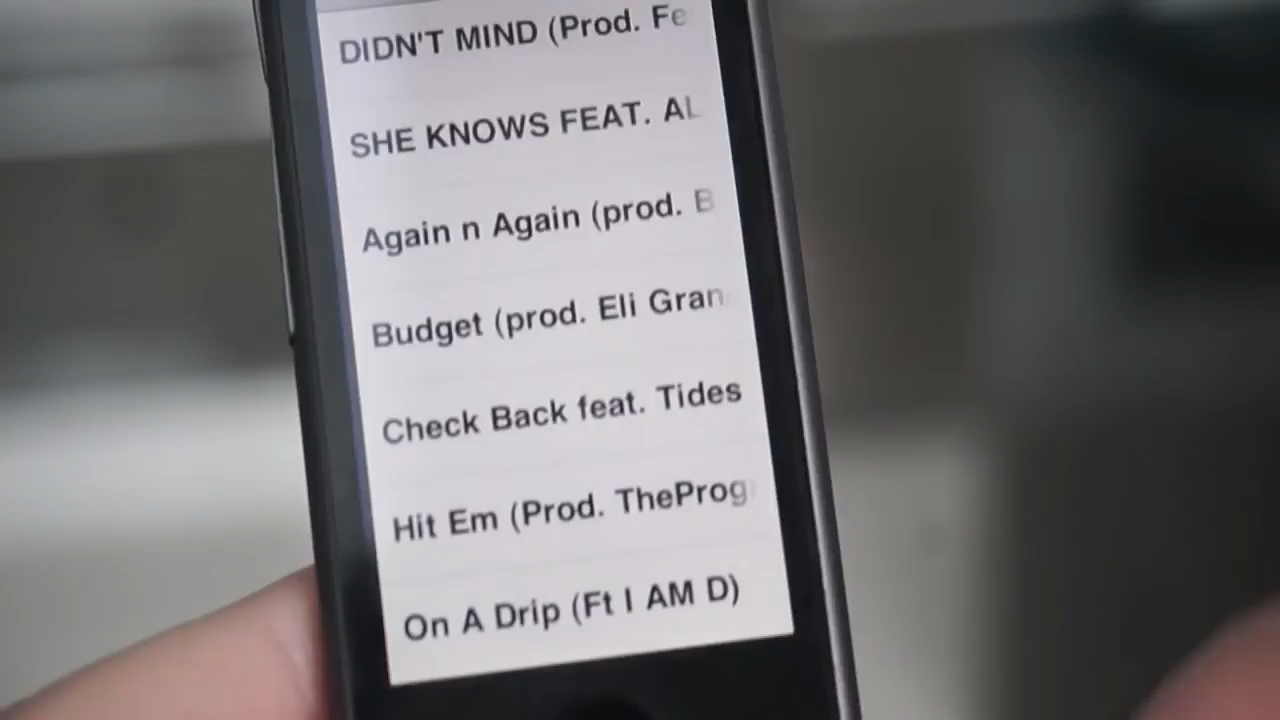 DIDN'T MIND (Prod. Fe
SHE KNOWS FEAT. AL
Again n Again (prod. B
Budget (prod. Eli Gran
Check Back feat. Tides
Hit Em (Prod. TheProg
On A Drip (Ft I AM D)